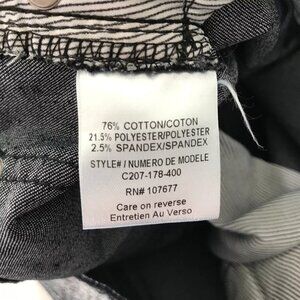 76% COTTON/COTON
21.5% POLYESTER/POLYESTER
2.5% SPANDEX/SPANDEX
STYLE# / NUMERO DE MODELE
C207-178-400
RN# 107677
Care on reverse
Entretien Au Verso